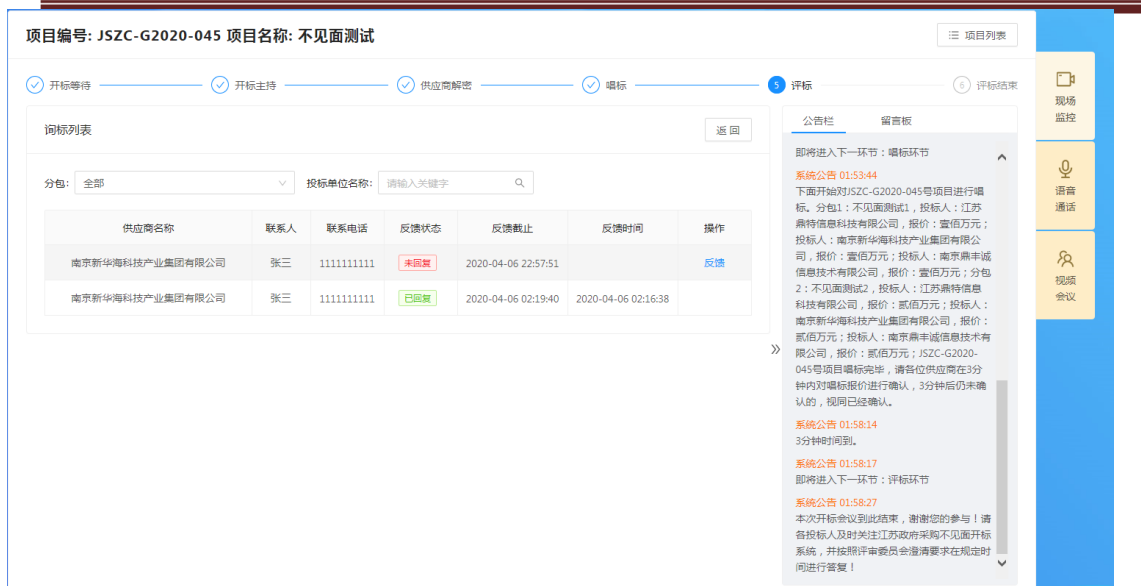 项目编号: JSZC-G2020-045 项目名称: 不见面测试
项目列表
开标等待
开标主持
供应商解密
唱标
5 评标
6 评标结束
询标列表
返 回
分包: 全部
投标单位名称: 请输入关键字
供应商名称 联系人 联系电话 反馈状态 反馈截止 反馈时间 操作
南京新华海科技产业集团有限公司 张三 1111111111 未回复 2020-04-06 22:57:51 反馈
南京新华海科技产业集团有限公司 张三 1111111111 已回复 2020-04-06 02:19:40 2020-04-06 02:16:38
公告栏 留言板
即将进入下一环节：唱标环节
系统公告 01:53:44
下面开始对JSZC-G2020-045号项目进行唱
标。分包1：不见面测试1，投标人：江苏
鼎特信息科技有限公司，报价：壹佰万元；
投标人：南京新华海科技产业集团有限公
司，报价：壹佰万元；投标人：南京鼎丰诚
信息技术有限公司，报价：壹佰万元；分包
2：不见面测试2，投标人：江苏鼎特信息
科技有限公司，报价：贰佰万元；投标人：
南京新华海科技产业集团有限公司，报价：
贰佰万元；投标人：南京鼎丰诚信息技术有
限公司，报价：贰佰万元；JSZC-G2020-
045号项目唱标完毕，请各位供应商在3分
钟内对唱标报价进行确认，3分钟后仍未确
认的，视同已经确认。
系统公告 01:58:14
3分钟时间到。
系统公告 01:58:17
即将进入下一环节：评标环节
系统公告 01:58:27
本次开标会议到此结束，谢谢您的参与！请
各投标人及时关注江苏政府采购不见面开标
系统，并按照评审委员会澄清要求在规定时
间进行答复！
现场
监控
语音
通话
视频
会议